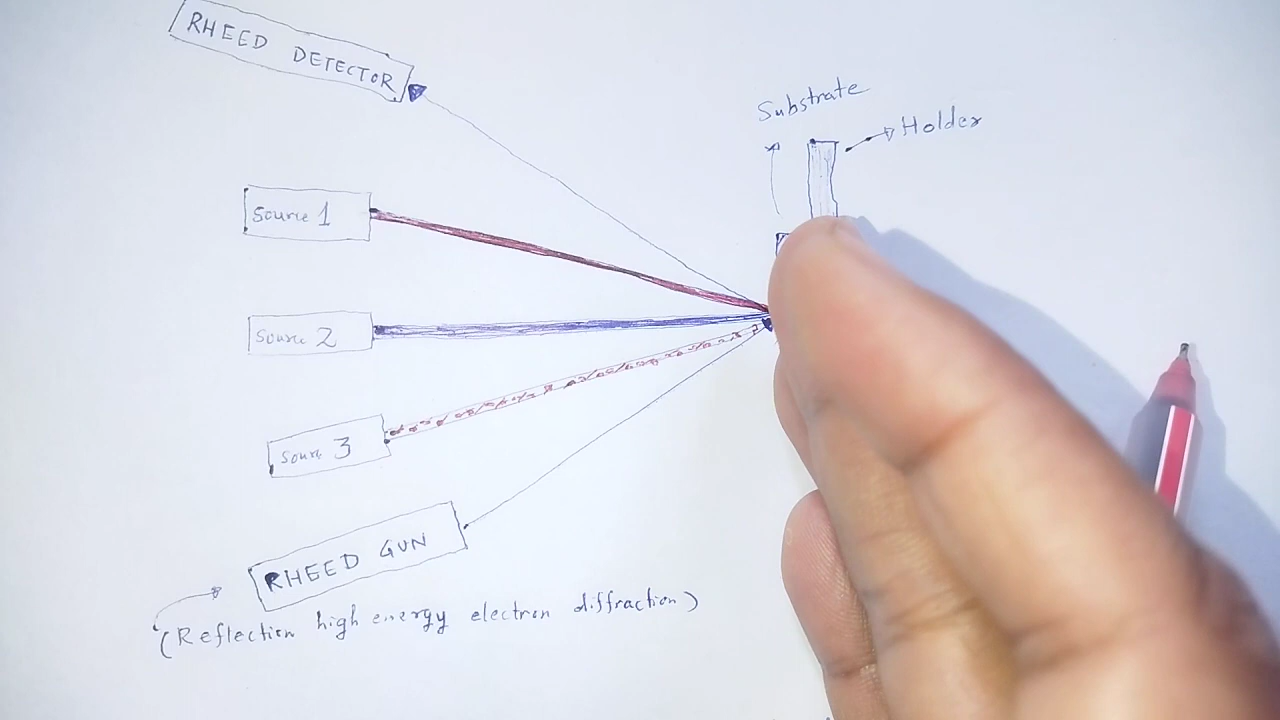 RHEED DETECTOR
Substrate
Holder
Source 1
Source 2
Source 3
RHEED GUN
(Reflection high energy electron diffraction)